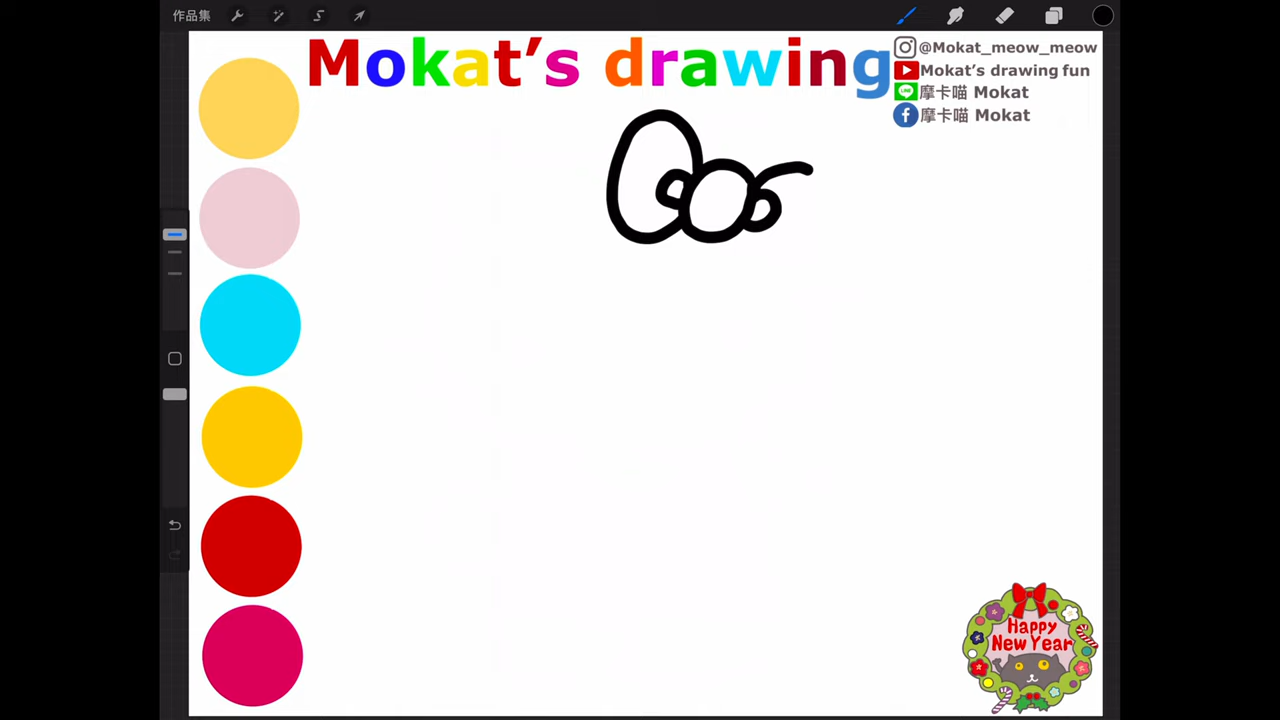 作品集
Mokat's drawing
@Mokat_meow_meow
Mokat's drawing fun
摩卡喵 Mokat
摩卡喵 Mokat
Happy
New Year